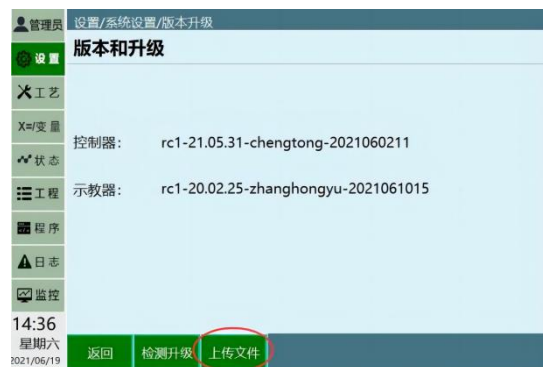 管理员
设置/系统设置/版本升级
设置
版本和升级
工艺
X=/变量
控制器： rc1-21.05.31-chengtong-2021060211
状态
工程
示教器： rc1-20.02.25-zhanghongyu-2021061015
程序
日志
监控
14:36
星期六
2021/06/19
返回 检测升级 上传文件